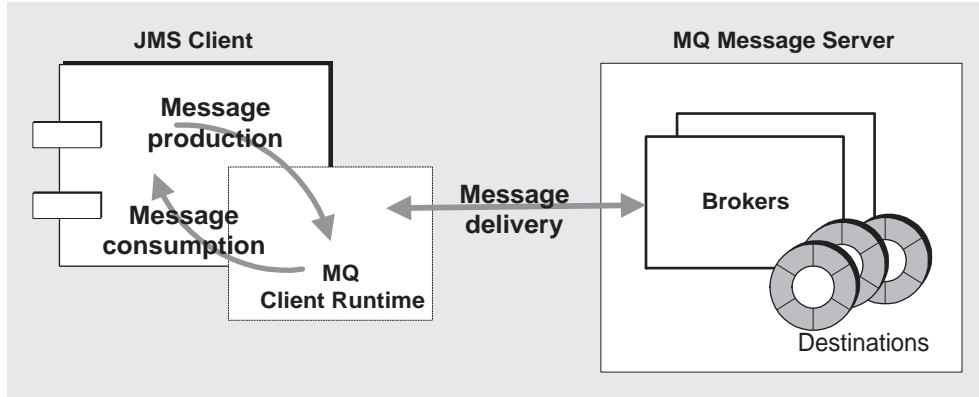 JMS Client
MQ Message Server
Message
production
Message
consumption
MQ
Client Runtime
Message
delivery
Brokers
Destinations